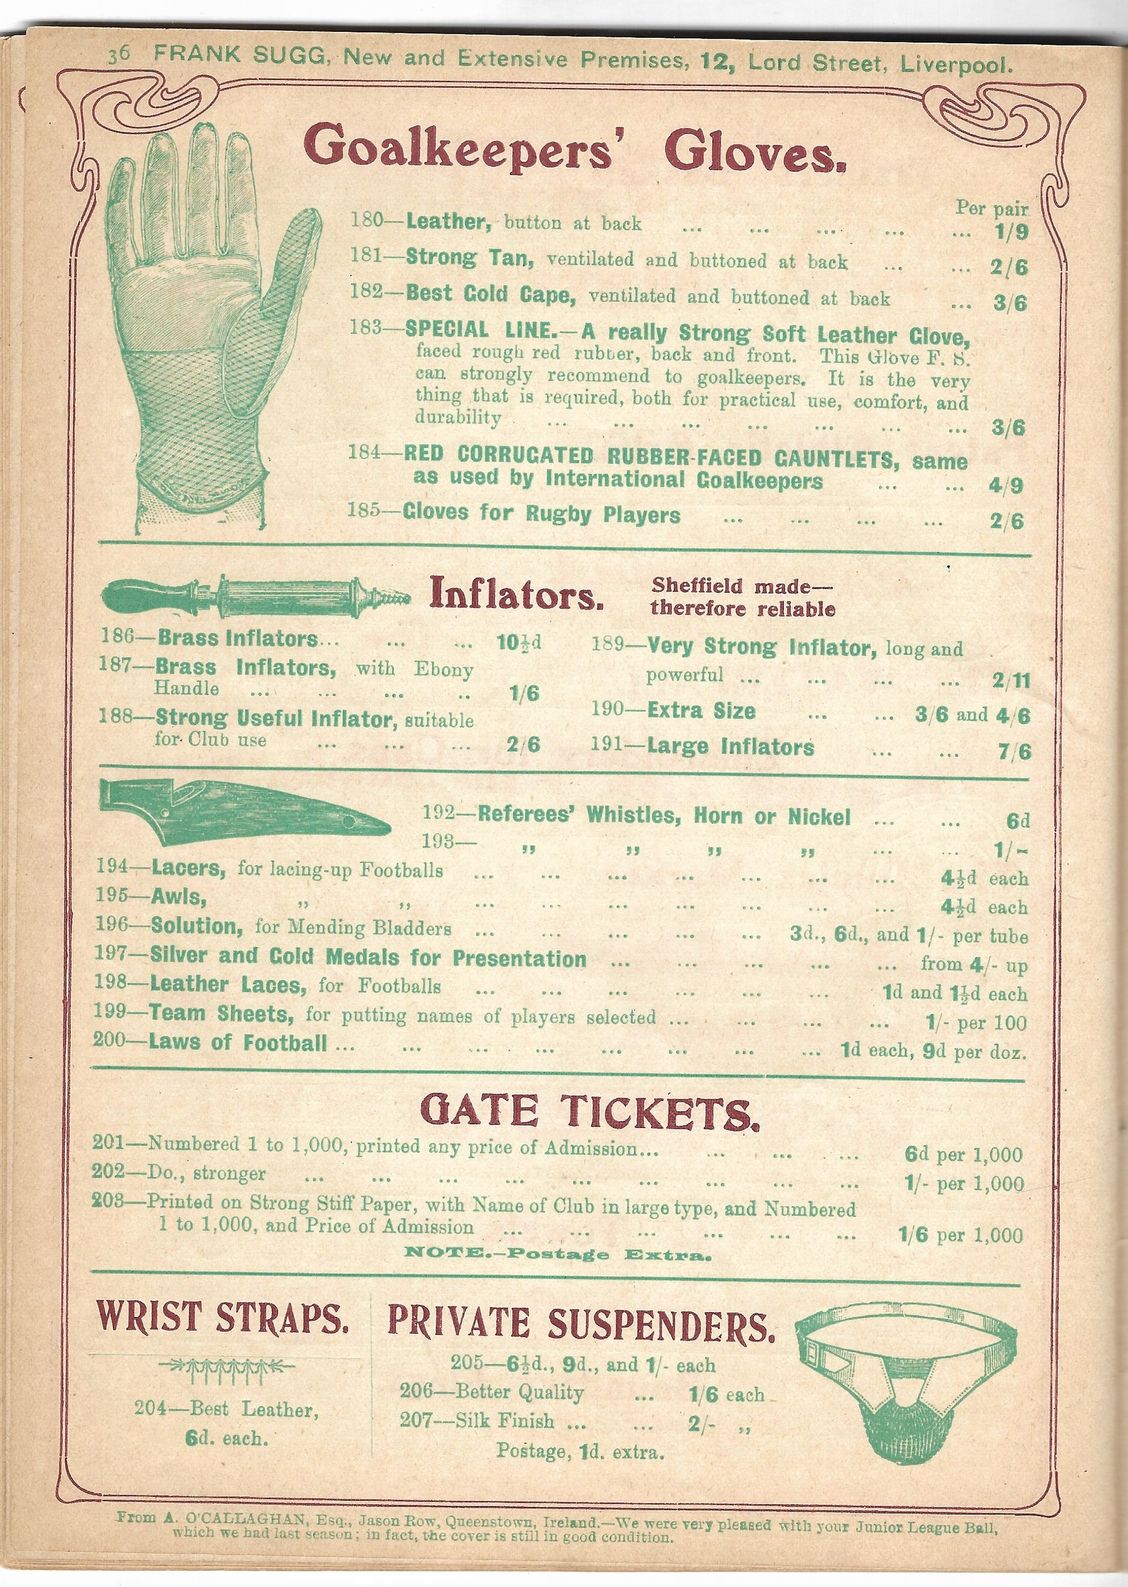 36 FRANK SUGG, New and Extensive Premises, 12, Lord Street, Liverpool.
Goalkeepers' Gloves.
Per pair
180—Leather, button at back ... ... ... ... ... 1/9
181—Strong Tan, ventilated and buttoned at back ... ... 2/6
182—Best Gold Cape, ventilated and buttoned at back ... 3/6
183—SPECIAL LINE.—A really Strong Soft Leather Glove,
faced rough red rubber, back and front. This Glove F. S.
can strongly recommend to goalkeepers. It is the very
thing that is required, both for practical use, comfort, and
durability ... ... ... ... ... ... ... 3/6
184—RED CORRUGATED RUBBER-FACED GAUNTLETS, same
as used by International Goalkeepers ... ... 4/9
185—Gloves for Rugby Players ... ... ... ... 2/6
Inflators.
Sheffield made—
therefore reliable
186—Brass Inflators... ... ... 10½d
187—Brass Inflators, with Ebony
Handle ... ... ... .. 1/6
188—Strong Useful Inflator, suitable
for Club use ... ... ... 2/6
189—Very Strong Inflator, long and
powerful ... ... ... ... 2/11
190—Extra Size ... ... 3/6 and 4/6
191—Large Inflators ... ... 7/6
192—Referees' Whistles, Horn or Nickel ... ... 6d
193— „ „ „ „ ... ... 1/-
194—Lacers, for lacing-up Footballs ... ... ... ... ... ... ... 4½d each
195—Awls, „ „ ... ... ... ... ... ... ... 4½d each
196—Solution, for Mending Bladders ... ... ... ... ... 3d., 6d., and 1/- per tube
197—Silver and Gold Medals for Presentation ... ... ... ... ... from 4/- up
198—Leather Laces, for Footballs ... ... ... ... ... ... 1d and 1½d each
199—Team Sheets, for putting names of players selected ... ... ... ... 1/- per 100
200—Laws of Football ... ... ... ... ... ... ... ... 1d each, 9d per doz.
GATE TICKETS.
201—Numbered 1 to 1,000, printed any price of Admission... ... ... ... 6d per 1,000
202—Do., stronger ... ... ... ... ... ... ... ... ... 1/- per 1,000
203—Printed on Strong Stiff Paper, with Name of Club in large type, and Numbered
1 to 1,000, and Price of Admission ... ... ... ... ... ... 1/6 per 1,000
NOTE.—Postage Extra.
WRIST STRAPS.
204—Best Leather,
6d. each.
PRIVATE SUSPENDERS.
205—6½d., 9d., and 1/- each
206—Better Quality ... 1/6 each
207—Silk Finish ... ... 2/- „
Postage, 1d. extra.
From A. O'CALLAGHAN, Esq., Jason Row, Queenstown, Ireland.—We were very pleased with your Junior League Ball,
which we had last season; in fact, the cover is still in good condition.